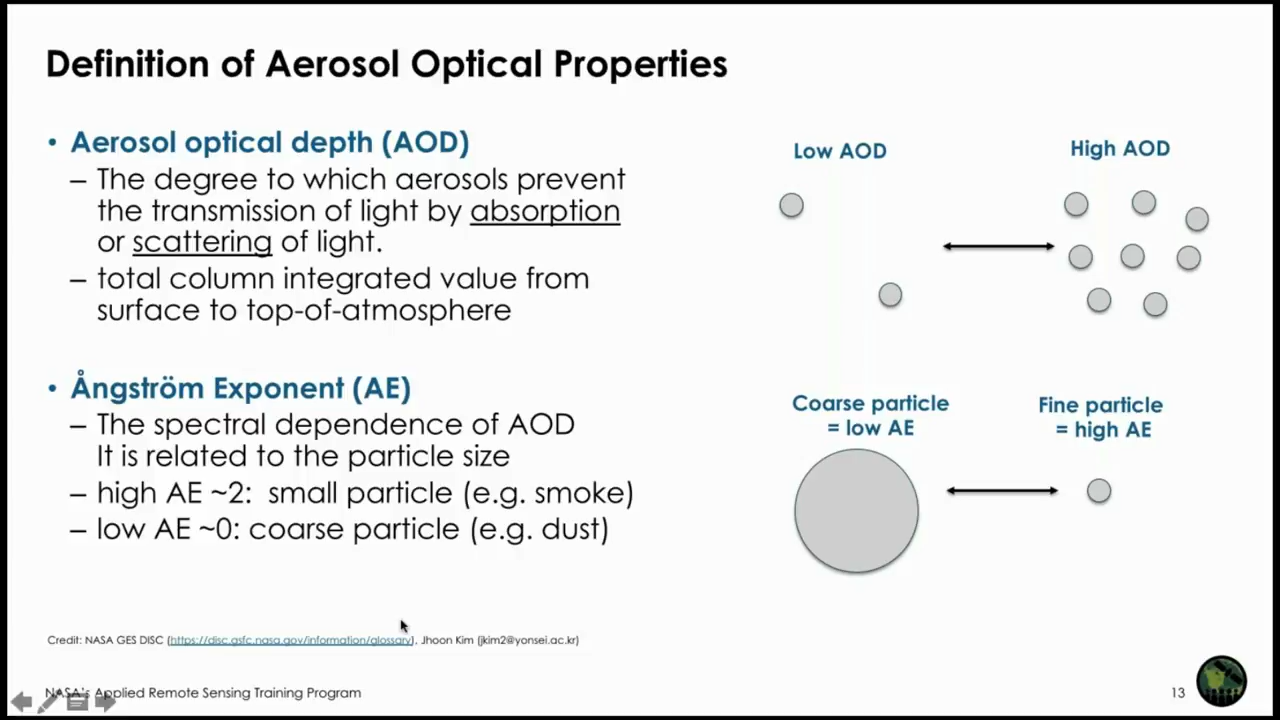 Definition of Aerosol Optical Properties
• Aerosol optical depth (AOD)
– The degree to which aerosols prevent
the transmission of light by absorption
or scattering of light.
– total column integrated value from
surface to top-of-atmosphere
• Ångström Exponent (AE)
– The spectral dependence of AOD
It is related to the particle size
– high AE ~2: small particle (e.g. smoke)
– low AE ~0: coarse particle (e.g. dust)
Low AOD
High AOD
Coarse particle
= low AE
Fine particle
= high AE
Credit: NASA GES DISC (https://disc.gsfc.nasa.gov/information/glossary), Jhoon Kim (jkim2@yonsei.ac.kr)
NASA's Applied Remote Sensing Training Program
13